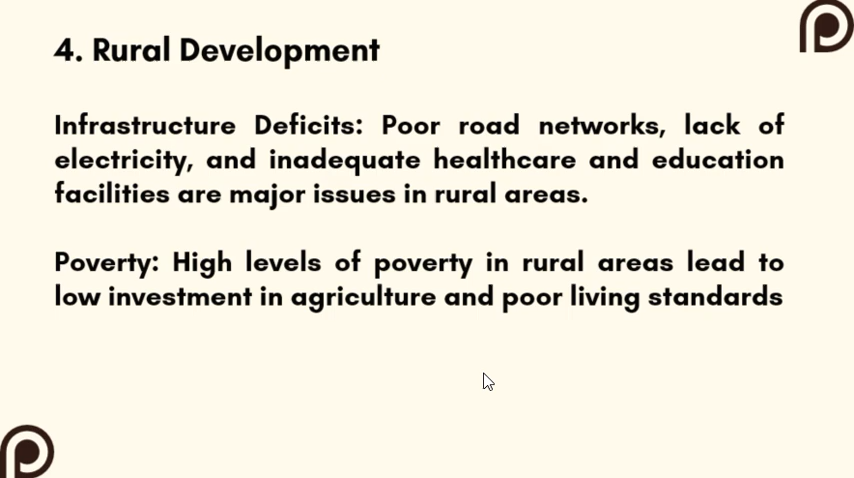 4. Rural Development
Infrastructure Deficits: Poor road networks, lack of
electricity, and inadequate healthcare and education
facilities are major issues in rural areas.
Poverty: High levels of poverty in rural areas lead to
low investment in agriculture and poor living standards